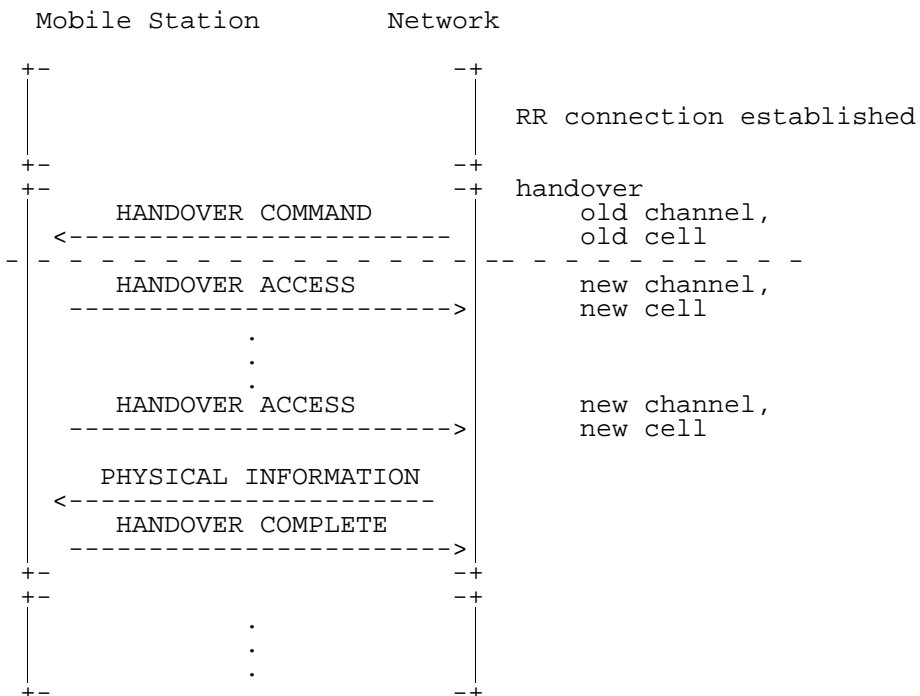 Mobile Station Network
RR connection established
handover
HANDOVER COMMAND old channel,
old cell
HANDOVER ACCESS new channel,
new cell
HANDOVER ACCESS new channel,
new cell
PHYSICAL INFORMATION
HANDOVER COMPLETE